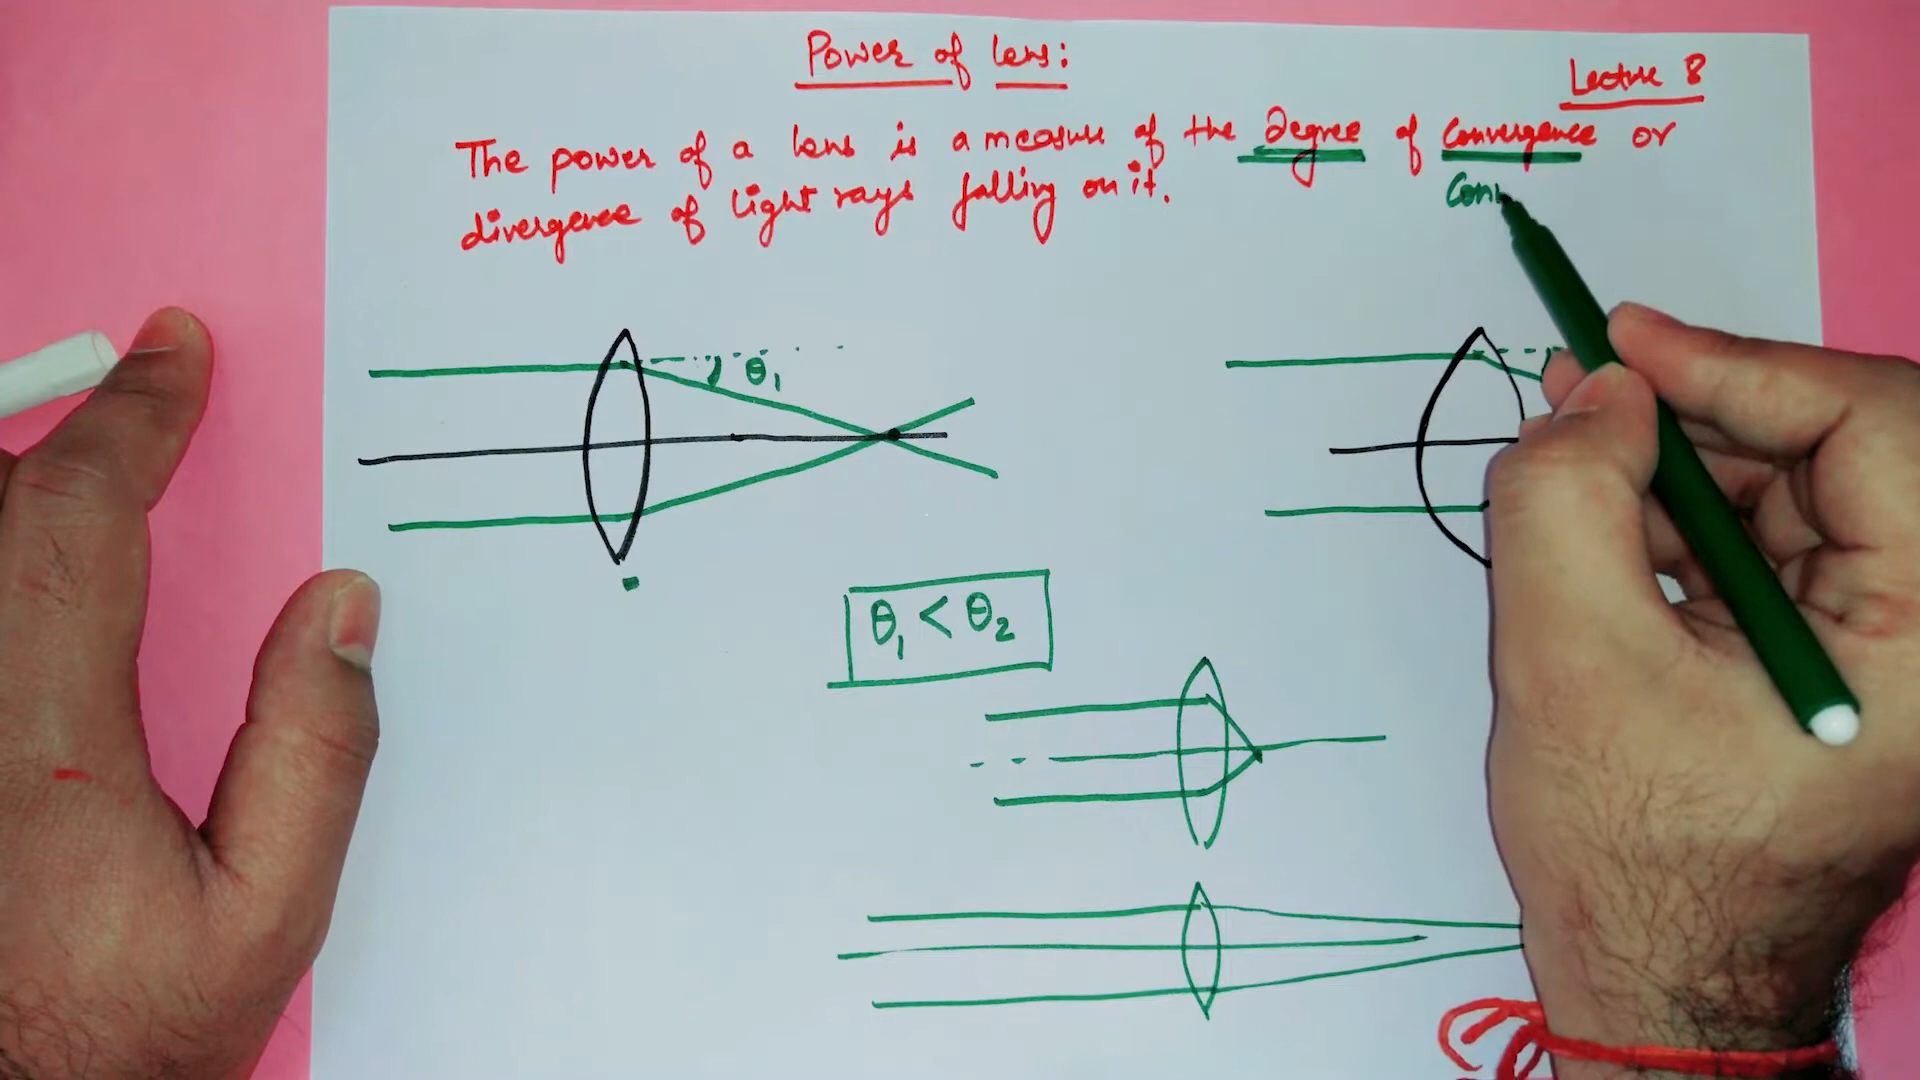 Power of lens:
Lecture 8
The power of a lens is a measure of the Degree of Convergence or
divergence of light rays falling on it.
Con
θ₁
θ₁ < θ₂